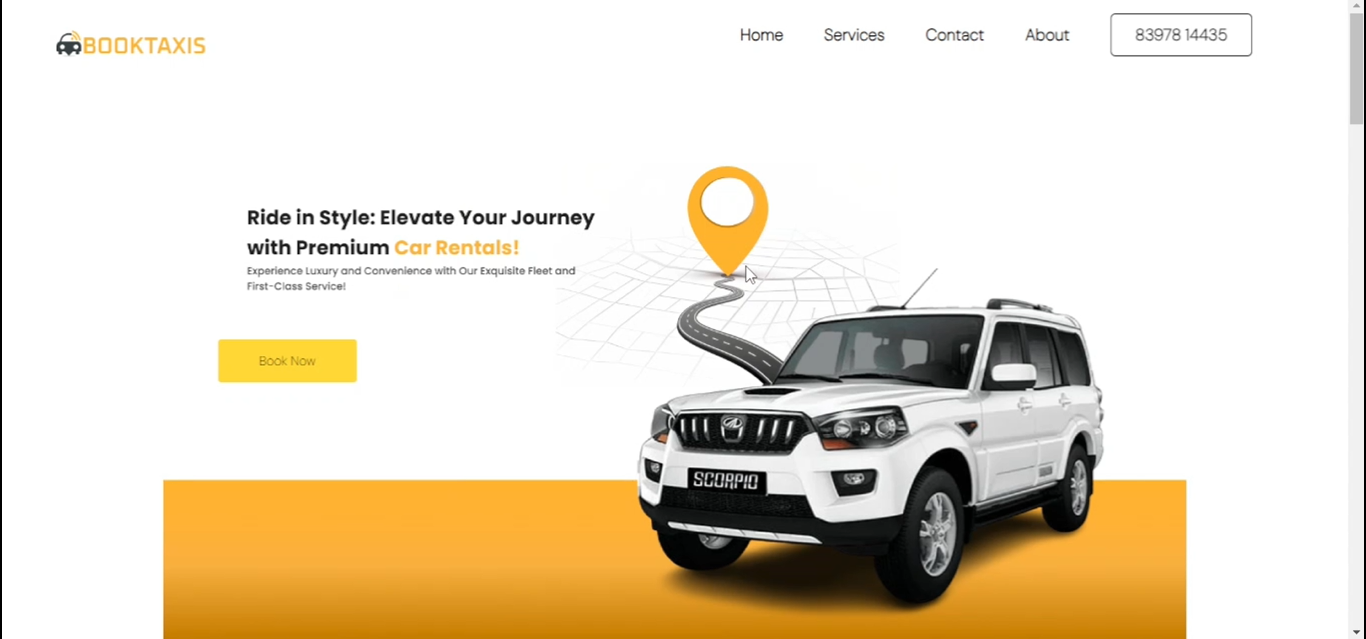 BOOKTAXIS
Home
Services
Contact
About
83978 14435
Ride in Style: Elevate Your Journey
with Premium Car Rentals!
Experience Luxury and Convenience with Our Exquisite Fleet and
First-Class Service!
Book Now
SCORPIO